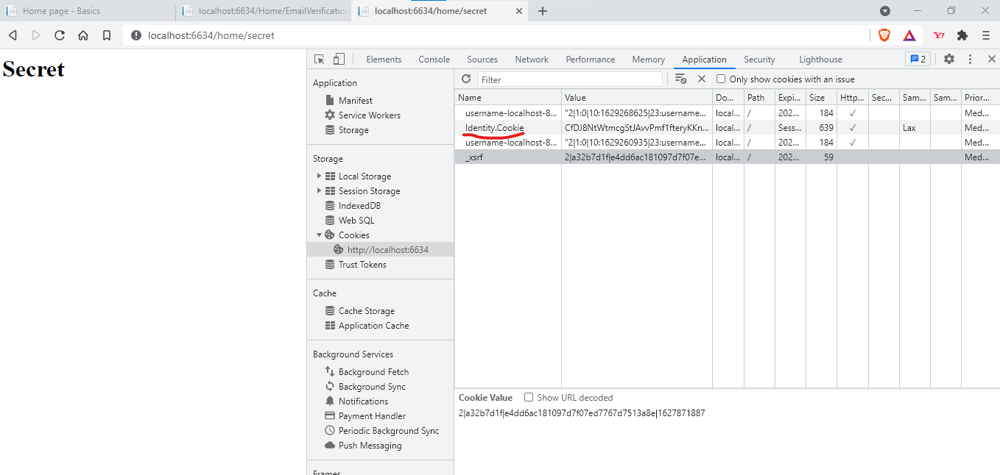 Home page - Basics
localhost:6634/Home/EmailVerification
localhost:6634/home/secret
localhost:6634/home/secret
Y!
Secret
Elements Console Sources Network Performance Memory Application Security Lighthouse 2
Application
Manifest
Service Workers
Storage
Storage
Local Storage
Session Storage
IndexedDB
Web SQL
Cookies
http://localhost:6634
Trust Tokens
Cache
Cache Storage
Application Cache
Background Services
Background Fetch
Background Sync
Notifications
Payment Handler
Periodic Background Sync
Push Messaging
Frames
Filter Only show cookies with an issue
Name Value Do... Path Expi... Size Http... Sec... Sam... Sam... Prior...
username-localhost-8... "2|1:0|10:1629268625|23:username... local... / 202... 184 ✓ Med...
Identity.Cookie CfDJ8NtWtmcgStJAvvPmf1fteryKKn... local... / Sess... 639 ✓ Lax Med...
username-localhost-8... "2|1:0|10:1629260935|23:username... local... / 202... 184 ✓ Med...
_xsrf 2|a32b7d1f|e4dd6ac181097d7f07e... local... / 202... 59 Med...
Cookie Value Show URL decoded
2|a32b7d1f|e4dd6ac181097d7f07ed7767d7513a8e|1627871887